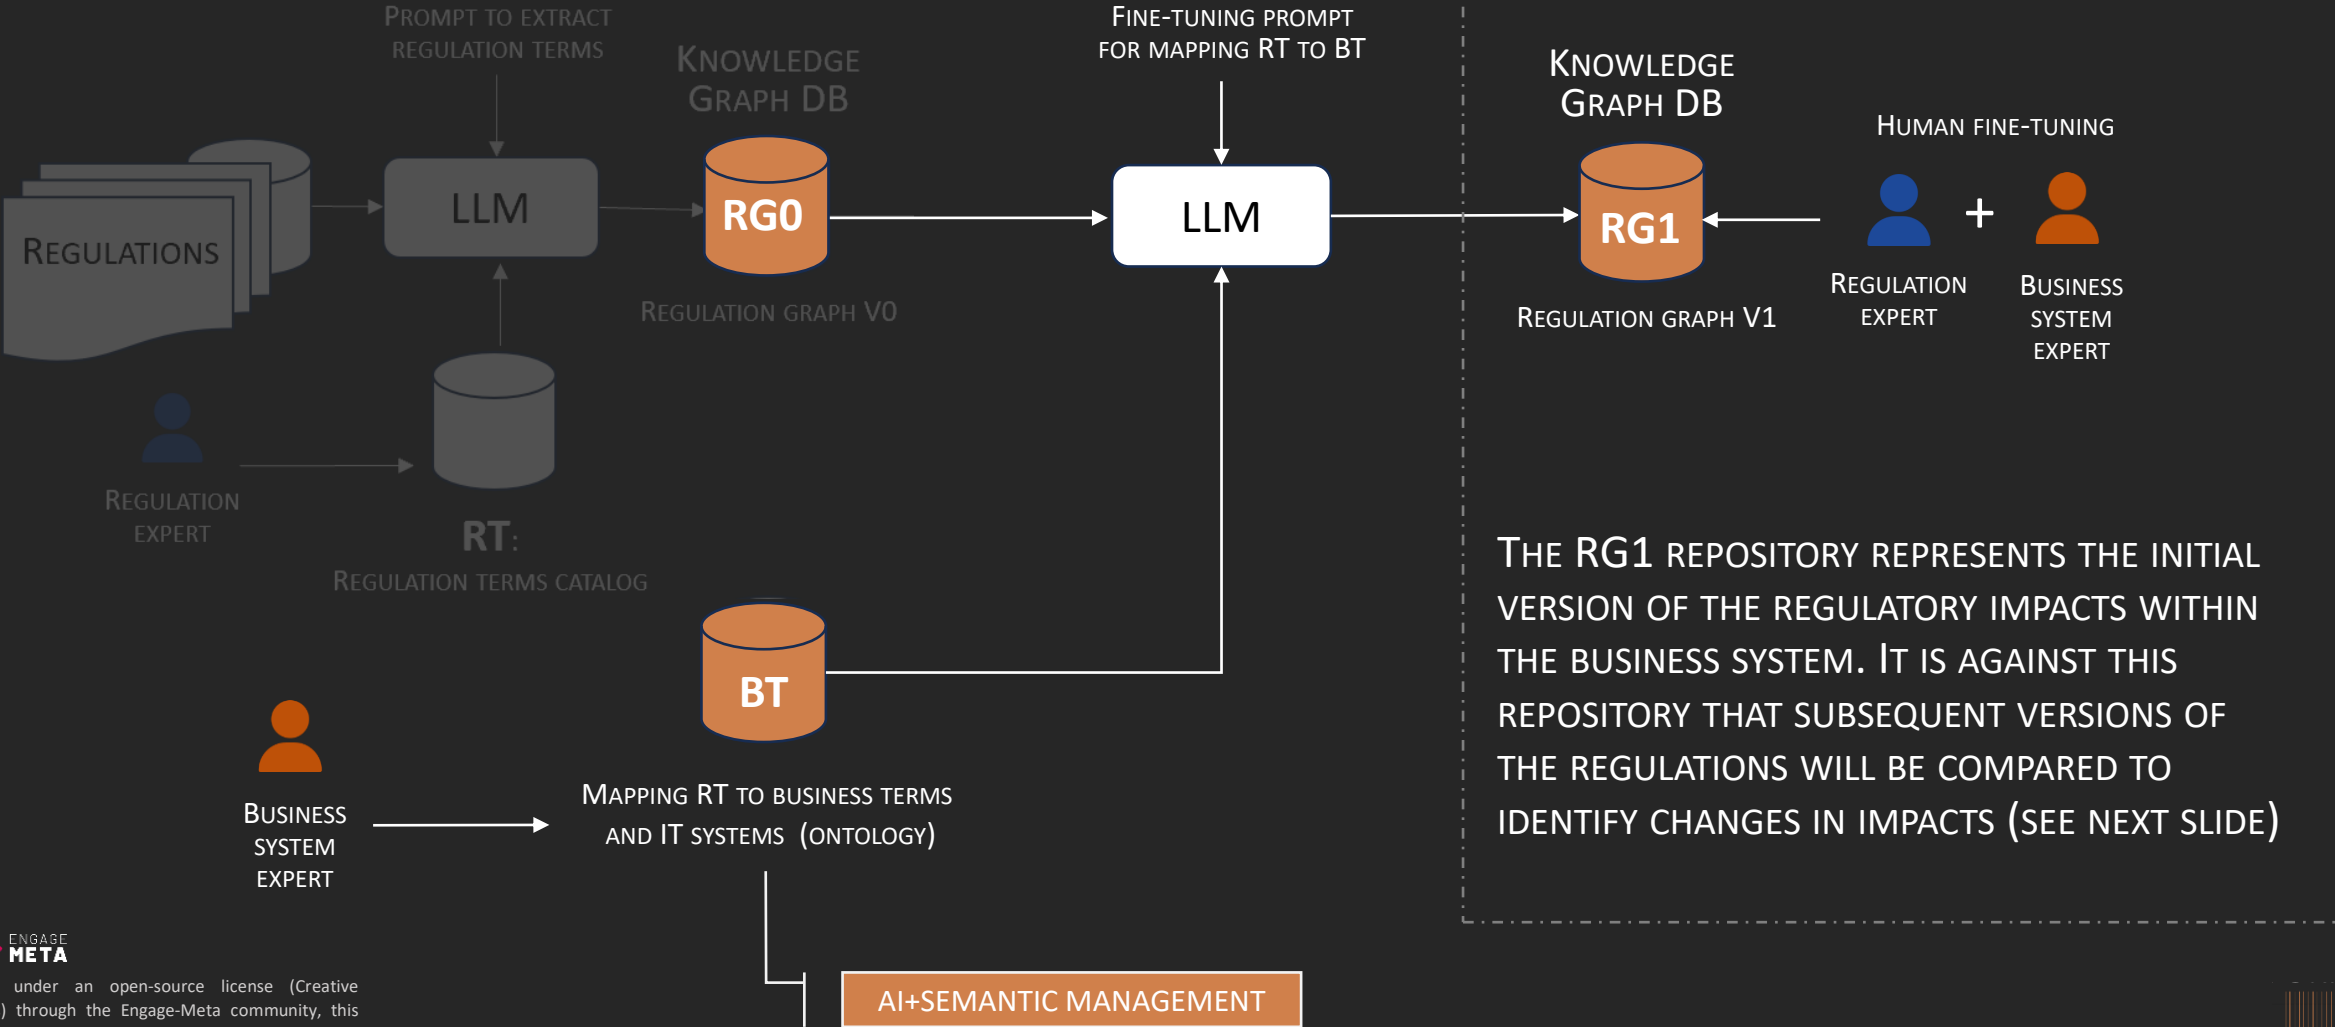 Prompt to extract
regulation terms
Knowledge
Graph DB
Fine-tuning prompt
for mapping RT to BT
Knowledge
Graph DB
Human fine-tuning
Regulations
LLM
RG0
LLM
RG1
+
Regulation graph V0
Regulation graph V1
Regulation
expert
Business
system
expert
Regulation
expert
RT:
Regulation terms catalog
BT
Business
system
expert
Mapping RT to business terms
and IT systems (ontology)
The RG1 repository represents the initial
version of the regulatory impacts within
the business system. It is against this
repository that subsequent versions of
the regulations will be compared to
identify changes in impacts (see next slide)
ENGAGE
META
under an open-source license (Creative
) through the Engage-Meta community, this
AI+SEMANTIC MANAGEMENT